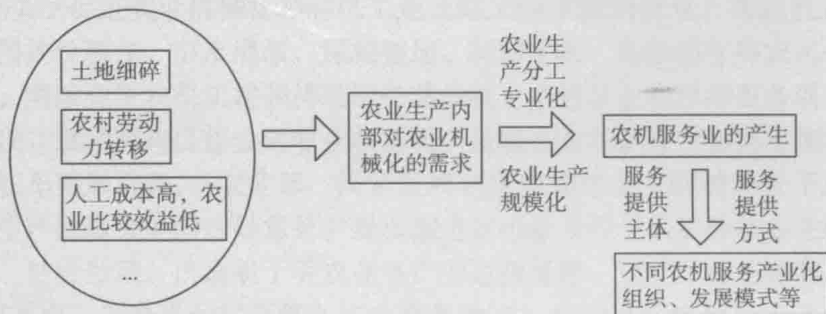 土地细碎
农村劳动
力转移
人工成本高，农
业比较效益低
...
农业生产内
部对农业机
械化的需求
农业生
产分工
专业化
农业生产
规模化
农机服务业的产生
服务
提供
主体
服务
提供
方式
不同农机服务产业化
组织、发展模式等